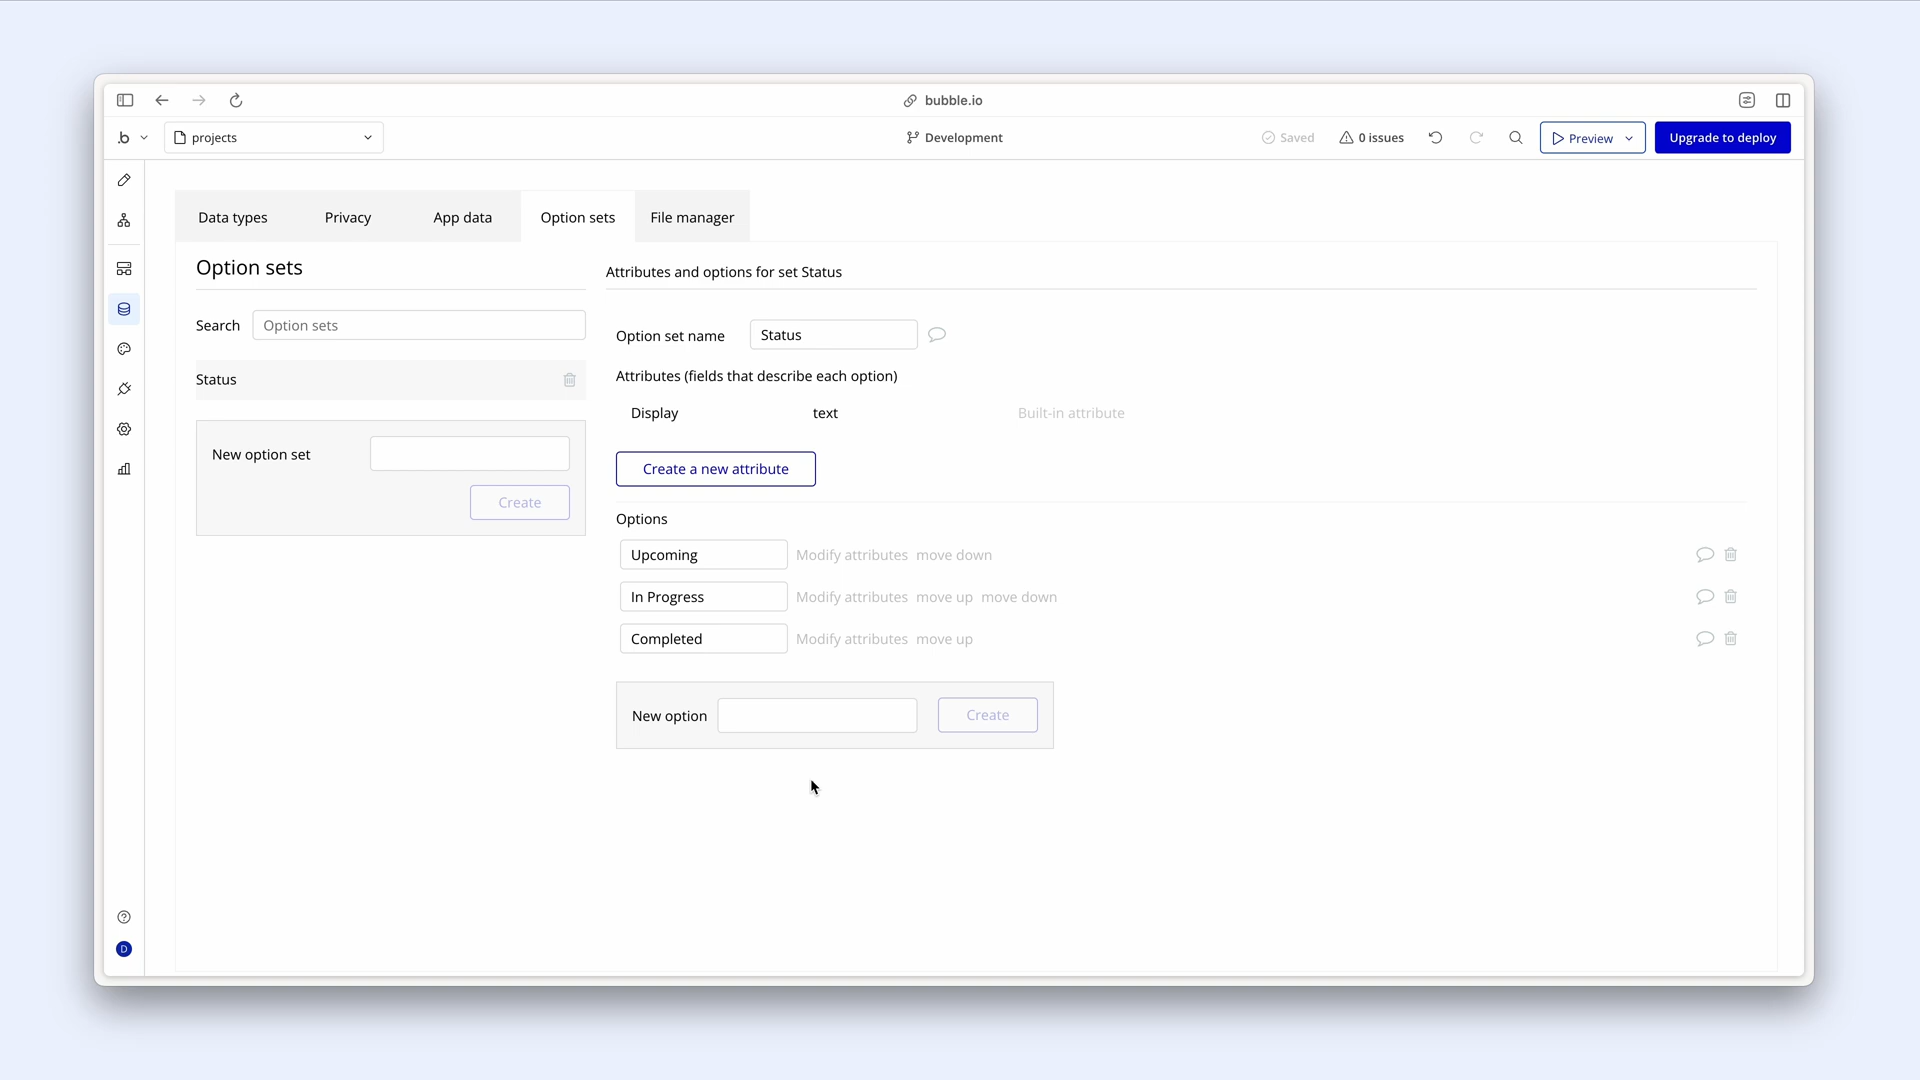 bubble.io
.b
projects
Development
Saved
0 issues
Preview
Upgrade to deploy
Data types
Privacy
App data
Option sets
File manager
Option sets
Attributes and options for set Status
Search
Option sets
Option set name
Status
Status
Attributes (fields that describe each option)
Display
text
Built-in attribute
New option set
Create
Create a new attribute
Options
Upcoming
Modify attributes move down
In Progress
Modify attributes move up move down
Completed
Modify attributes move up
New option
Create
D